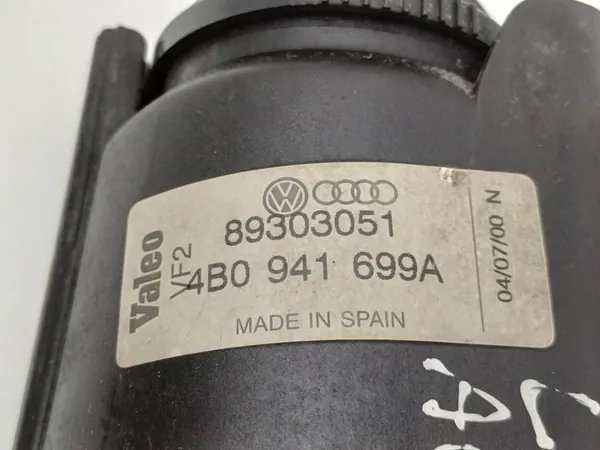 Valeo
VF2
89303051
4B0 941 699A
MADE IN SPAIN
04/07/00 N